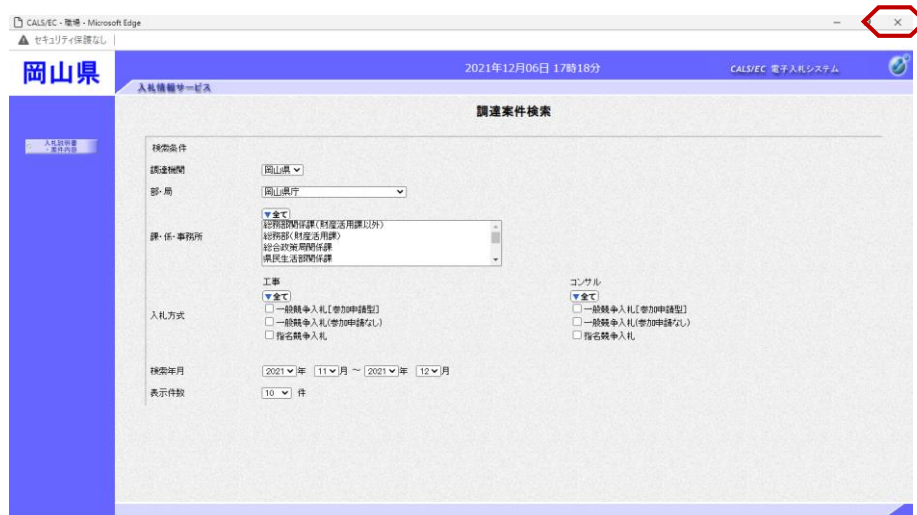 CALS/EC - 職場 - Microsoft Edge
セキュリティ保護なし
岡山県
2021年12月06日 17時18分
CALS/EC 電子入札システム
入札情報サービス
調達案件検索
入札説明書
・案件内容
検索条件
調達機関 岡山県
部・局 岡山県庁
▼全て
課・係・事務所
総務部関係課(財産活用課以外)
総務部(財産活用課)
総合政策局関係課
県民生活部関係課
工事 コンサル
▼全て ▼全て
入札方式
一般競争入札[参加申請型] 一般競争入札[参加申請型]
一般競争入札(参加申請なし) 一般競争入札(参加申請なし)
指名競争入札 指名競争入札
検索年月 2021 年 11 月 ～ 2021 年 12 月
表示件数 10 件